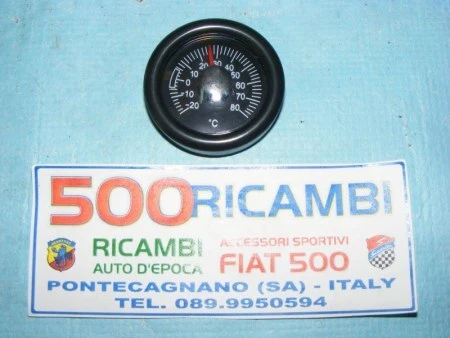 20 30 40
10 50
0 60
-10 70
-20 80
°C
500RICAMBI
RICAMBI ACCESSORI SPORTIVI
AUTO D'EPOCA FIAT 500
PONTECAGNANO (SA) - ITALY
TEL. 089.9950594